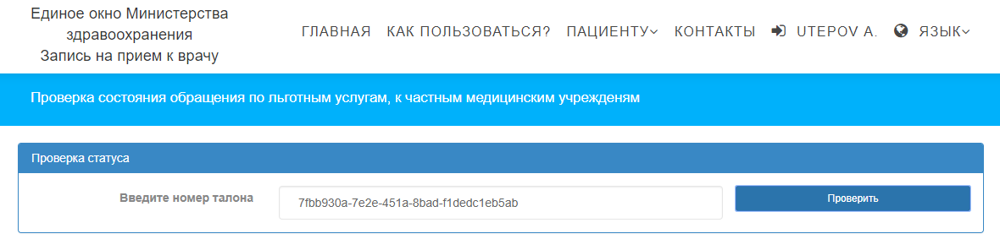 Единое окно Министерства
здравоохранения
Запись на прием к врачу
ГЛАВНАЯ КАК ПОЛЬЗОВАТЬСЯ? ПАЦИЕНТУ КОНТАКТЫ UTEPOV A. ЯЗЫК
Проверка состояния обращения по льготным услугам, к частным медицинским учрежденям
Проверка статуса
Введите номер талона 7fbb930a-7e2e-451a-8bad-f1dedc1eb5ab Проверить